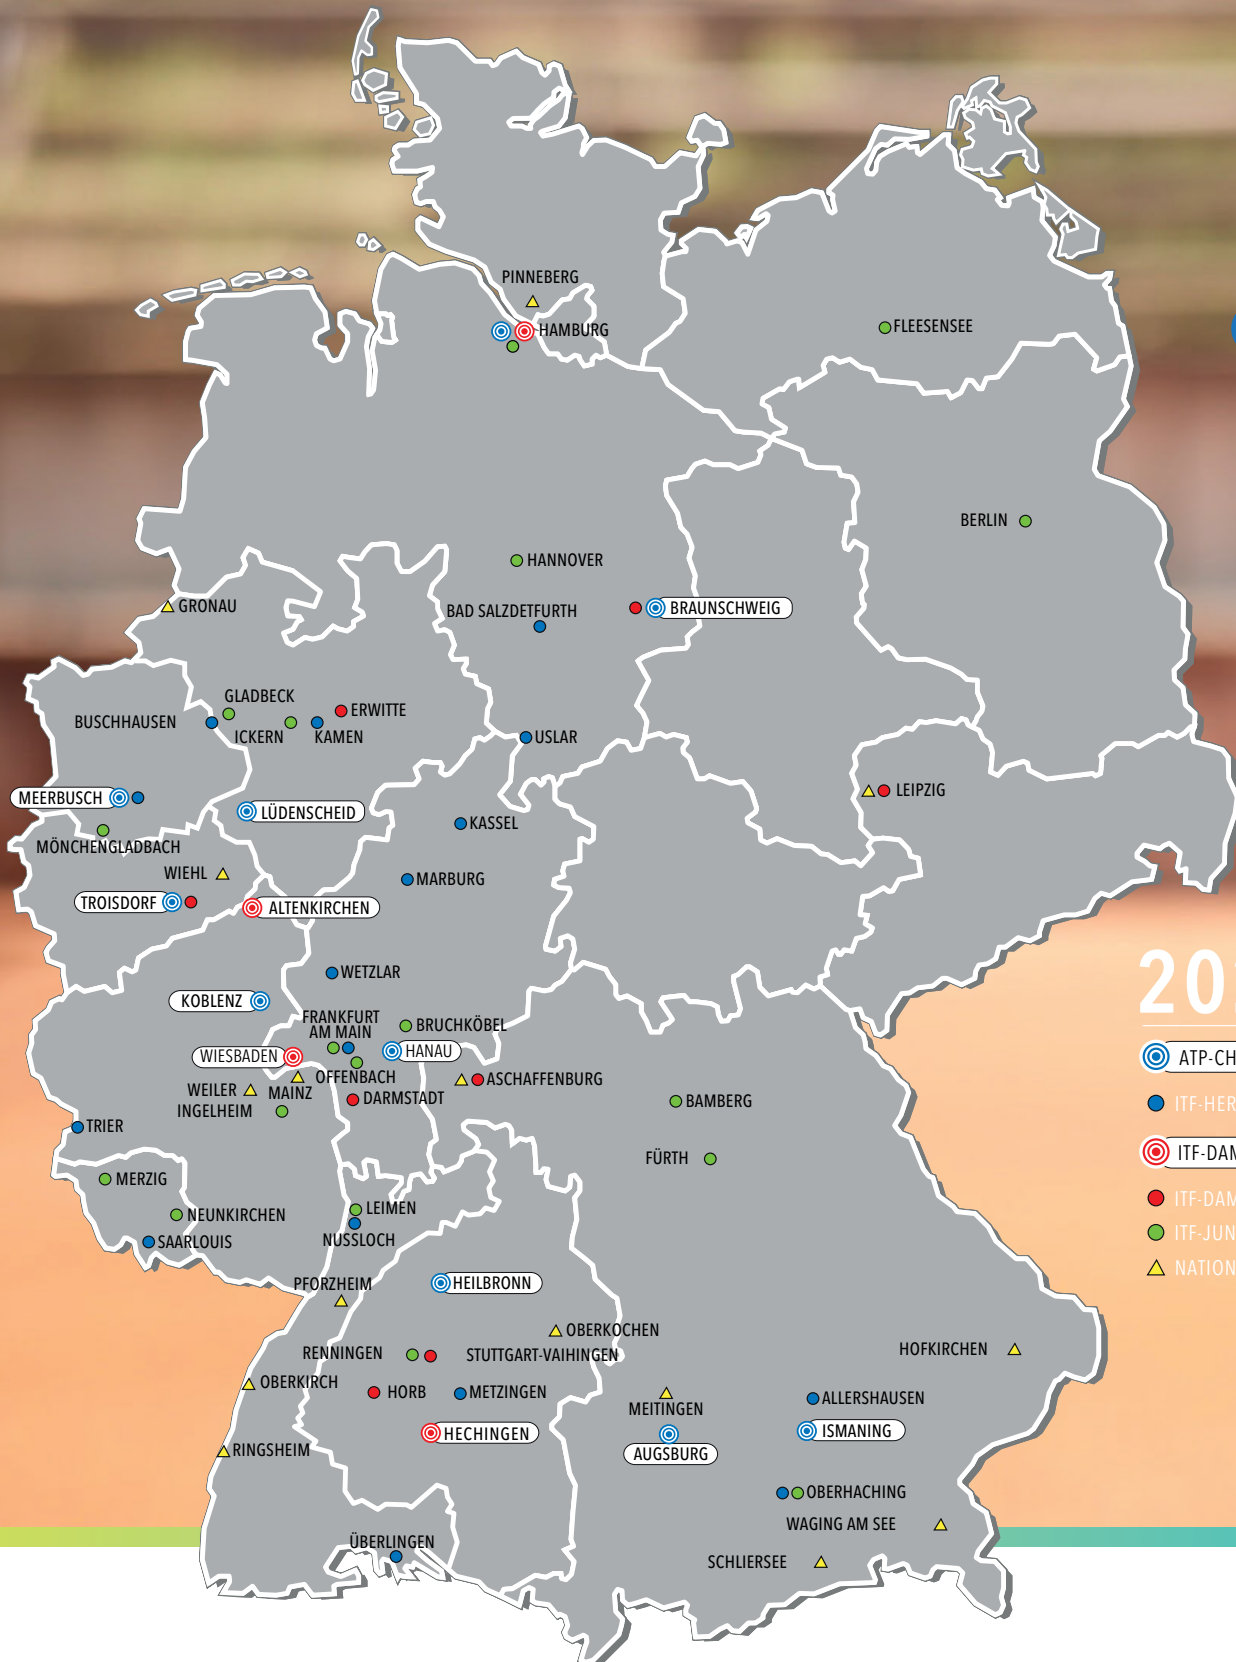 PINNEBERG
HAMBURG
FLEESENSEE
BERLIN
HANNOVER
GRONAU
BAD SALZDETFURTH
BRAUNSCHWEIG
GLADBECK
BUSCHHAUSEN
ERWITTE
ICKERN
KAMEN
USLAR
MEERBUSCH
LÜDENSCHEID
LEIPZIG
KASSEL
MÖNCHENGLADBACH
WIEHL
MARBURG
TROISDORF
ALTENKIRCHEN
WETZLAR
KOBLENZ
FRANKFURT
AM MAIN
BRUCHKÖBEL
WIESBADEN
HANAU
OFFENBACH
ASCHAFFENBURG
WEILER
MAINZ
DARMSTADT
INGELHEIM
BAMBERG
TRIER
FÜRTH
MERZIG
LEIMEN
NEUNKIRCHEN
NUSSLOCH
SAARLOUIS
PFORZHEIM
HEILBRONN
OBERKOCHEN
RENNINGEN
STUTTGART-VAIHINGEN
HOFKIRCHEN
OBERKIRCH
HORB
METZINGEN
ALLERSHAUSEN
MEITINGEN
HECHINGEN
ISMANING
RINGSHEIM
AUGSBURG
OBERHACHING
WAGING AM SEE
ÜBERLINGEN
SCHLIERSEE
20
ATP-CH
ITF-HER
ITF-DAM
ITF-DAM
ITF-JUN
NATION